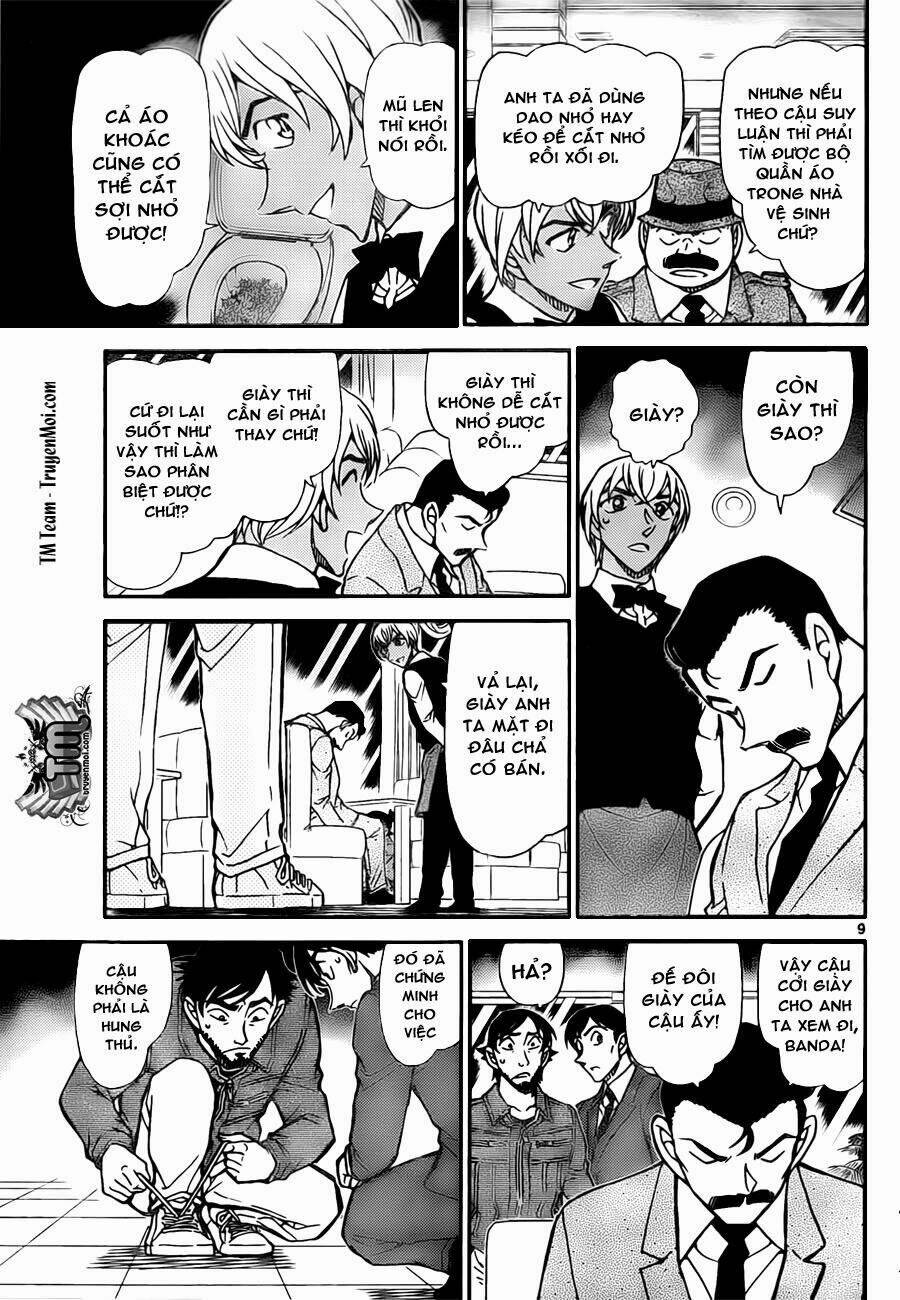 NHƯNG NẾU
THEO CẬU SUY
LUẬN THÌ PHẢI
TÌM ĐƯỢC BỘ
QUẦN ÁO
TRONG NHÀ
VỆ SINH
CHỨ?
ANH TA ĐÃ DÙNG
DAO NHỎ HAY
KÉO ĐỂ CẮT NHỎ
RỒI XỐI ĐI.
MŨ LEN
THÌ KHỎI
NÓI RỒI.
CẢ ÁO
KHOÁC
CŨNG CÓ
THỂ CẮT
SỢI NHỎ
ĐƯỢC!
CÒN
GIÀY THÌ
SAO?
GIÀY?
GIÀY THÌ
KHÔNG DỄ CẮT
NHỎ ĐƯỢC
RỒI...
GIÀY THÌ
CẦN GÌ PHẢI
THAY CHỨ!
CỨ ĐI LẠI
SUỐT NHƯ
VẬY THÌ LÀM
SAO PHÂN
BIỆT ĐƯỢC
CHỨ!?
VẢ LẠI,
GIÀY ANH
TA MẶT ĐI
ĐÂU CHẢ
CÓ BÁN.
9
VẬY CẬU
CỞI GIÀY
CHO ANH
TA XEM ĐI,
BANDA!
ĐẾ ĐÔI
GIÀY CỦA
CẬU ẤY!
HẢ?
ĐÓ ĐÃ
CHỨNG
MINH CHO
VIỆC
CẬU
KHÔNG
PHẢI LÀ
HUNG
THỦ.
TM Team - TruyenMoi.com
TM
truyenmoi.com